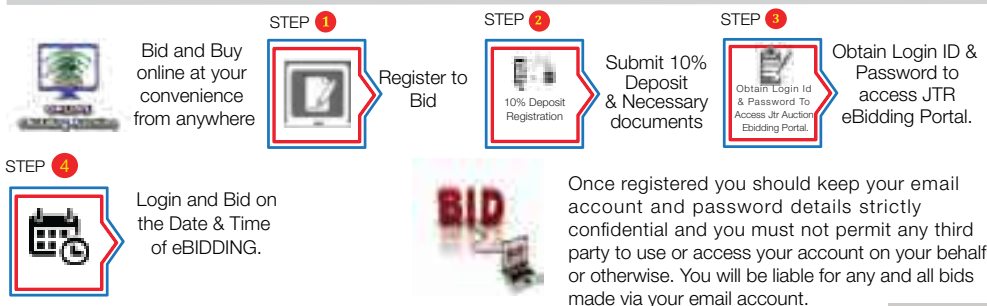 Bid and Buy
online at your
convenience
from anywhere
STEP 1
Register to
Bid
STEP 2
10% Deposit
Registration
Submit 10%
Deposit
& Necessary
documents
STEP 3
Obtain Login Id
& Password To
Access Jtr Auction
Ebidding Portal.
Obtain Login ID &
Password to
access JTR
eBidding Portal.
STEP 4
Login and Bid on
the Date & Time
of eBIDDING.
BID
Once registered you should keep your email
account and password details strictly
confidential and you must not permit any third
party to use or access your account on your behalf
or otherwise. You will be liable for any and all bids
made via your email account.